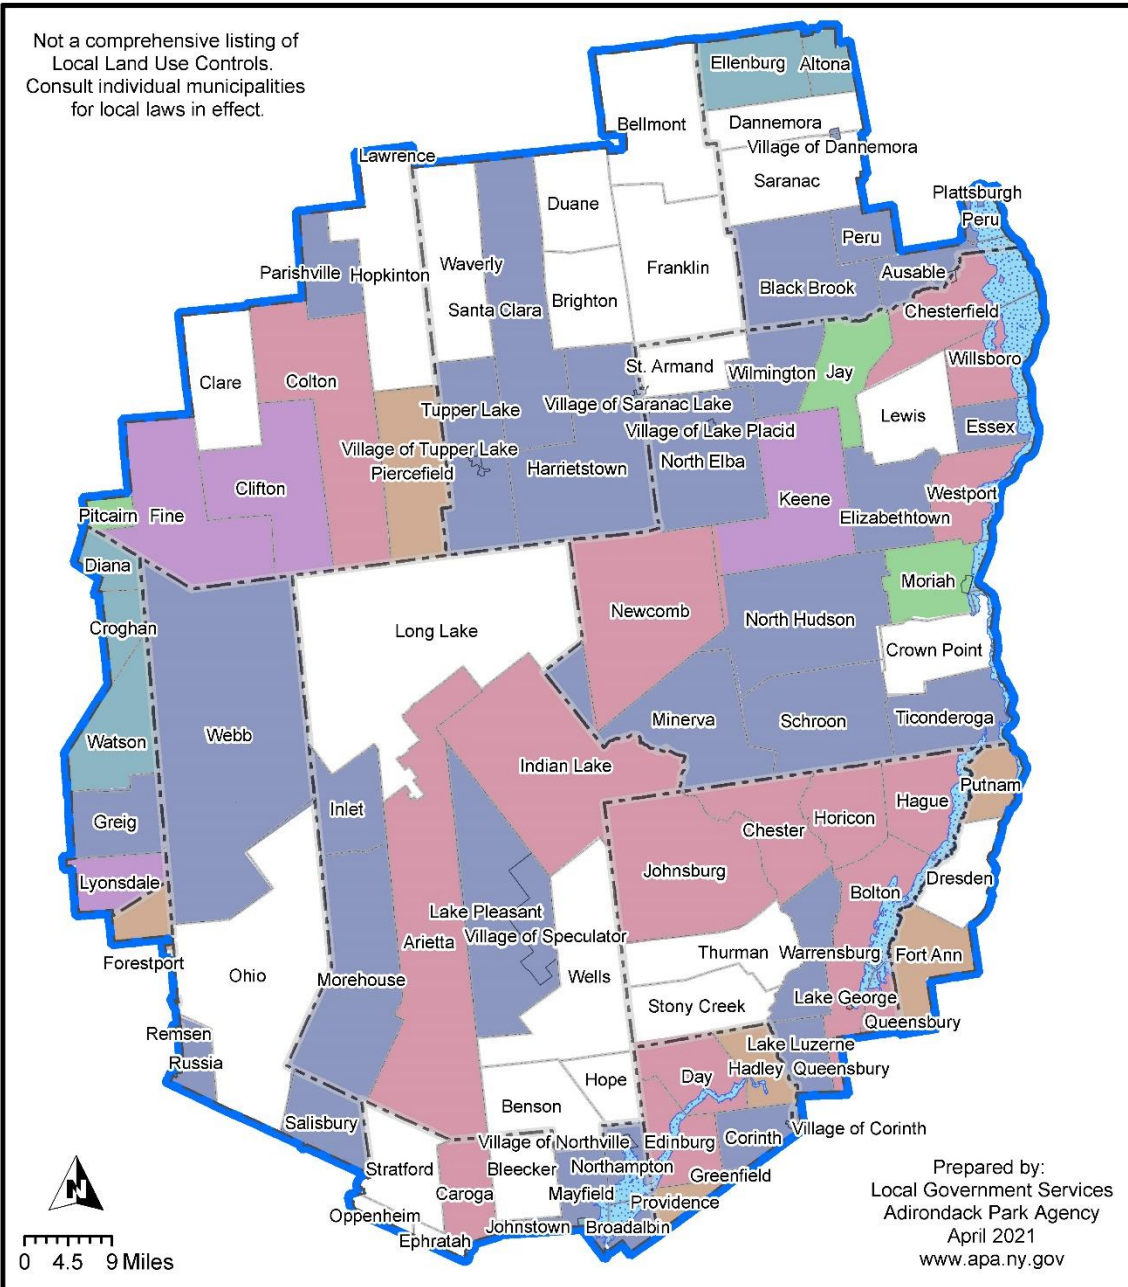 Not a comprehensive listing of
Local Land Use Controls.
Consult individual municipalities
for local laws in effect.
Ellenburg
Altona
Bellmont
Dannemora
Village of Dannemora
Lawrence
Saranac
Plattsburgh
Duane
Peru
Peru
Parishville
Hopkinton
Waverly
Franklin
Ausable
Black Brook
Santa Clara
Brighton
Chesterfield
Willsboro
St. Armand
Wilmington
Jay
Clare
Colton
Tupper Lake
Village of Saranac Lake
Lewis
Essex
Village of Lake Placid
Village of Tupper Lake
Piercefield
Harrietstown
North Elba
Clifton
Keene
Westport
Pitcairn
Fine
Elizabethtown
Diana
Moriah
Newcomb
North Hudson
Croghan
Long Lake
Crown Point
Minerva
Schroon
Ticonderoga
Webb
Watson
Indian Lake
Putnam
Hague
Inlet
Horicon
Greig
Chester
Johnsburg
Lyonsdale
Dresden
Bolton
Lake Pleasant
Arietta
Village of Speculator
Thurman
Warrensburg
Fort Ann
Forestport
Ohio
Morehouse
Wells
Lake George
Stony Creek
Queensbury
Remsen
Lake Luzerne
Russia
Hadley
Queensbury
Day
Hope
Benson
Salisbury
Village of Corinth
Village of Northville
Edinburg
Corinth
Stratford
Bleecker
Northampton
Greenfield
Caroga
Mayfield
Providence
Oppenheim
Johnstown
Broadalbin
Ephratah
N
0 4.5 9 Miles
Prepared by:
Local Government Services
Adirondack Park Agency
April 2021
www.apa.ny.gov